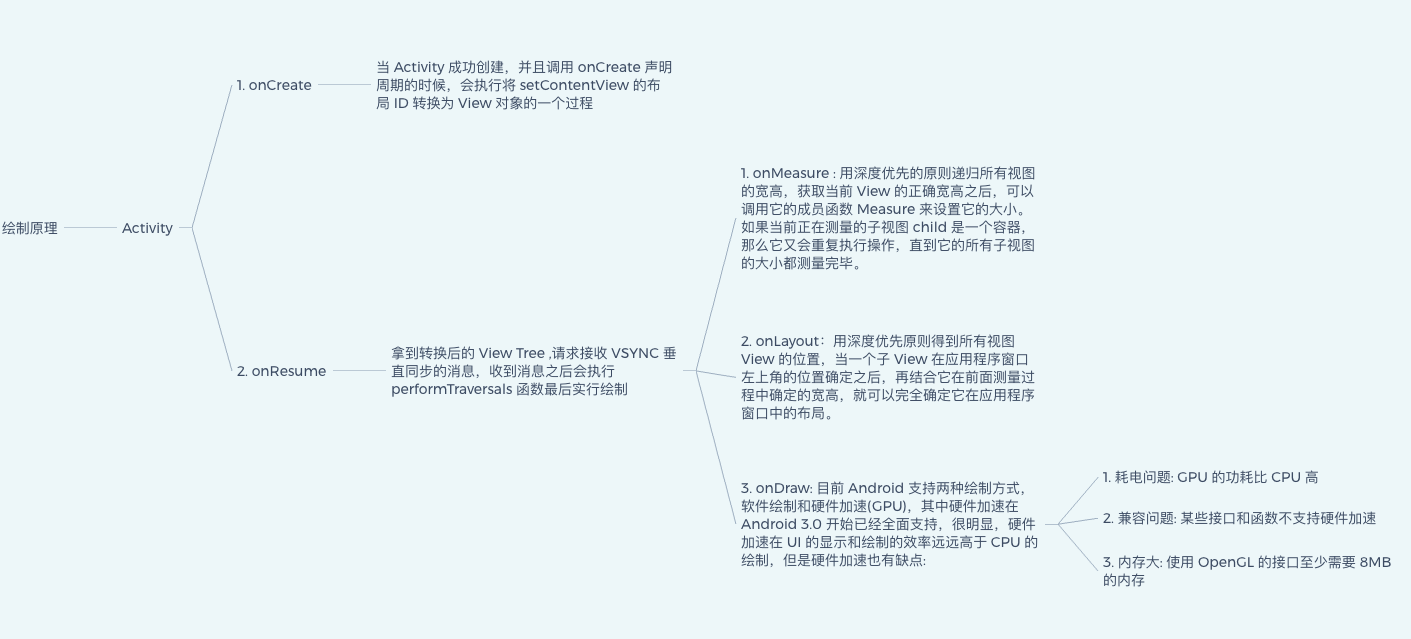 绘制原理
Activity
1. onCreate
当 Activity 成功创建，并且调用 onCreate 声明
周期的时候，会执行将 setContentView 的布
局 ID 转换为 View 对象的一个过程
2. onResume
拿到转换后的 View Tree ,请求接收 VSYNC 垂
直同步的消息，收到消息之后会执行
performTraversals 函数最后实行绘制
1. onMeasure : 用深度优先的原则递归所有视图
的宽高，获取当前 View 的正确宽高之后，可以
调用它的成员函数 Measure 来设置它的大小。
如果当前正在测量的子视图 child 是一个容器，
那么它又会重复执行操作，直到它的所有子视图
的大小都测量完毕。
2. onLayout：用深度优先原则得到所有视图
View 的位置，当一个子 View 在应用程序窗口
左上角的位置确定之后，再结合它在前面测量过
程中确定的宽高，就可以完全确定它在应用程序
窗口中的布局。
3. onDraw: 目前 Android 支持两种绘制方式，
软件绘制和硬件加速(GPU)，其中硬件加速在
Android 3.0 开始已经全面支持，很明显，硬件
加速在 UI 的显示和绘制的效率远远高于 CPU 的
绘制，但是硬件加速也有缺点:
1. 耗电问题: GPU 的功耗比 CPU 高
2. 兼容问题: 某些接口和函数不支持硬件加速
3. 内存大: 使用 OpenGL 的接口至少需要 8MB
的内存